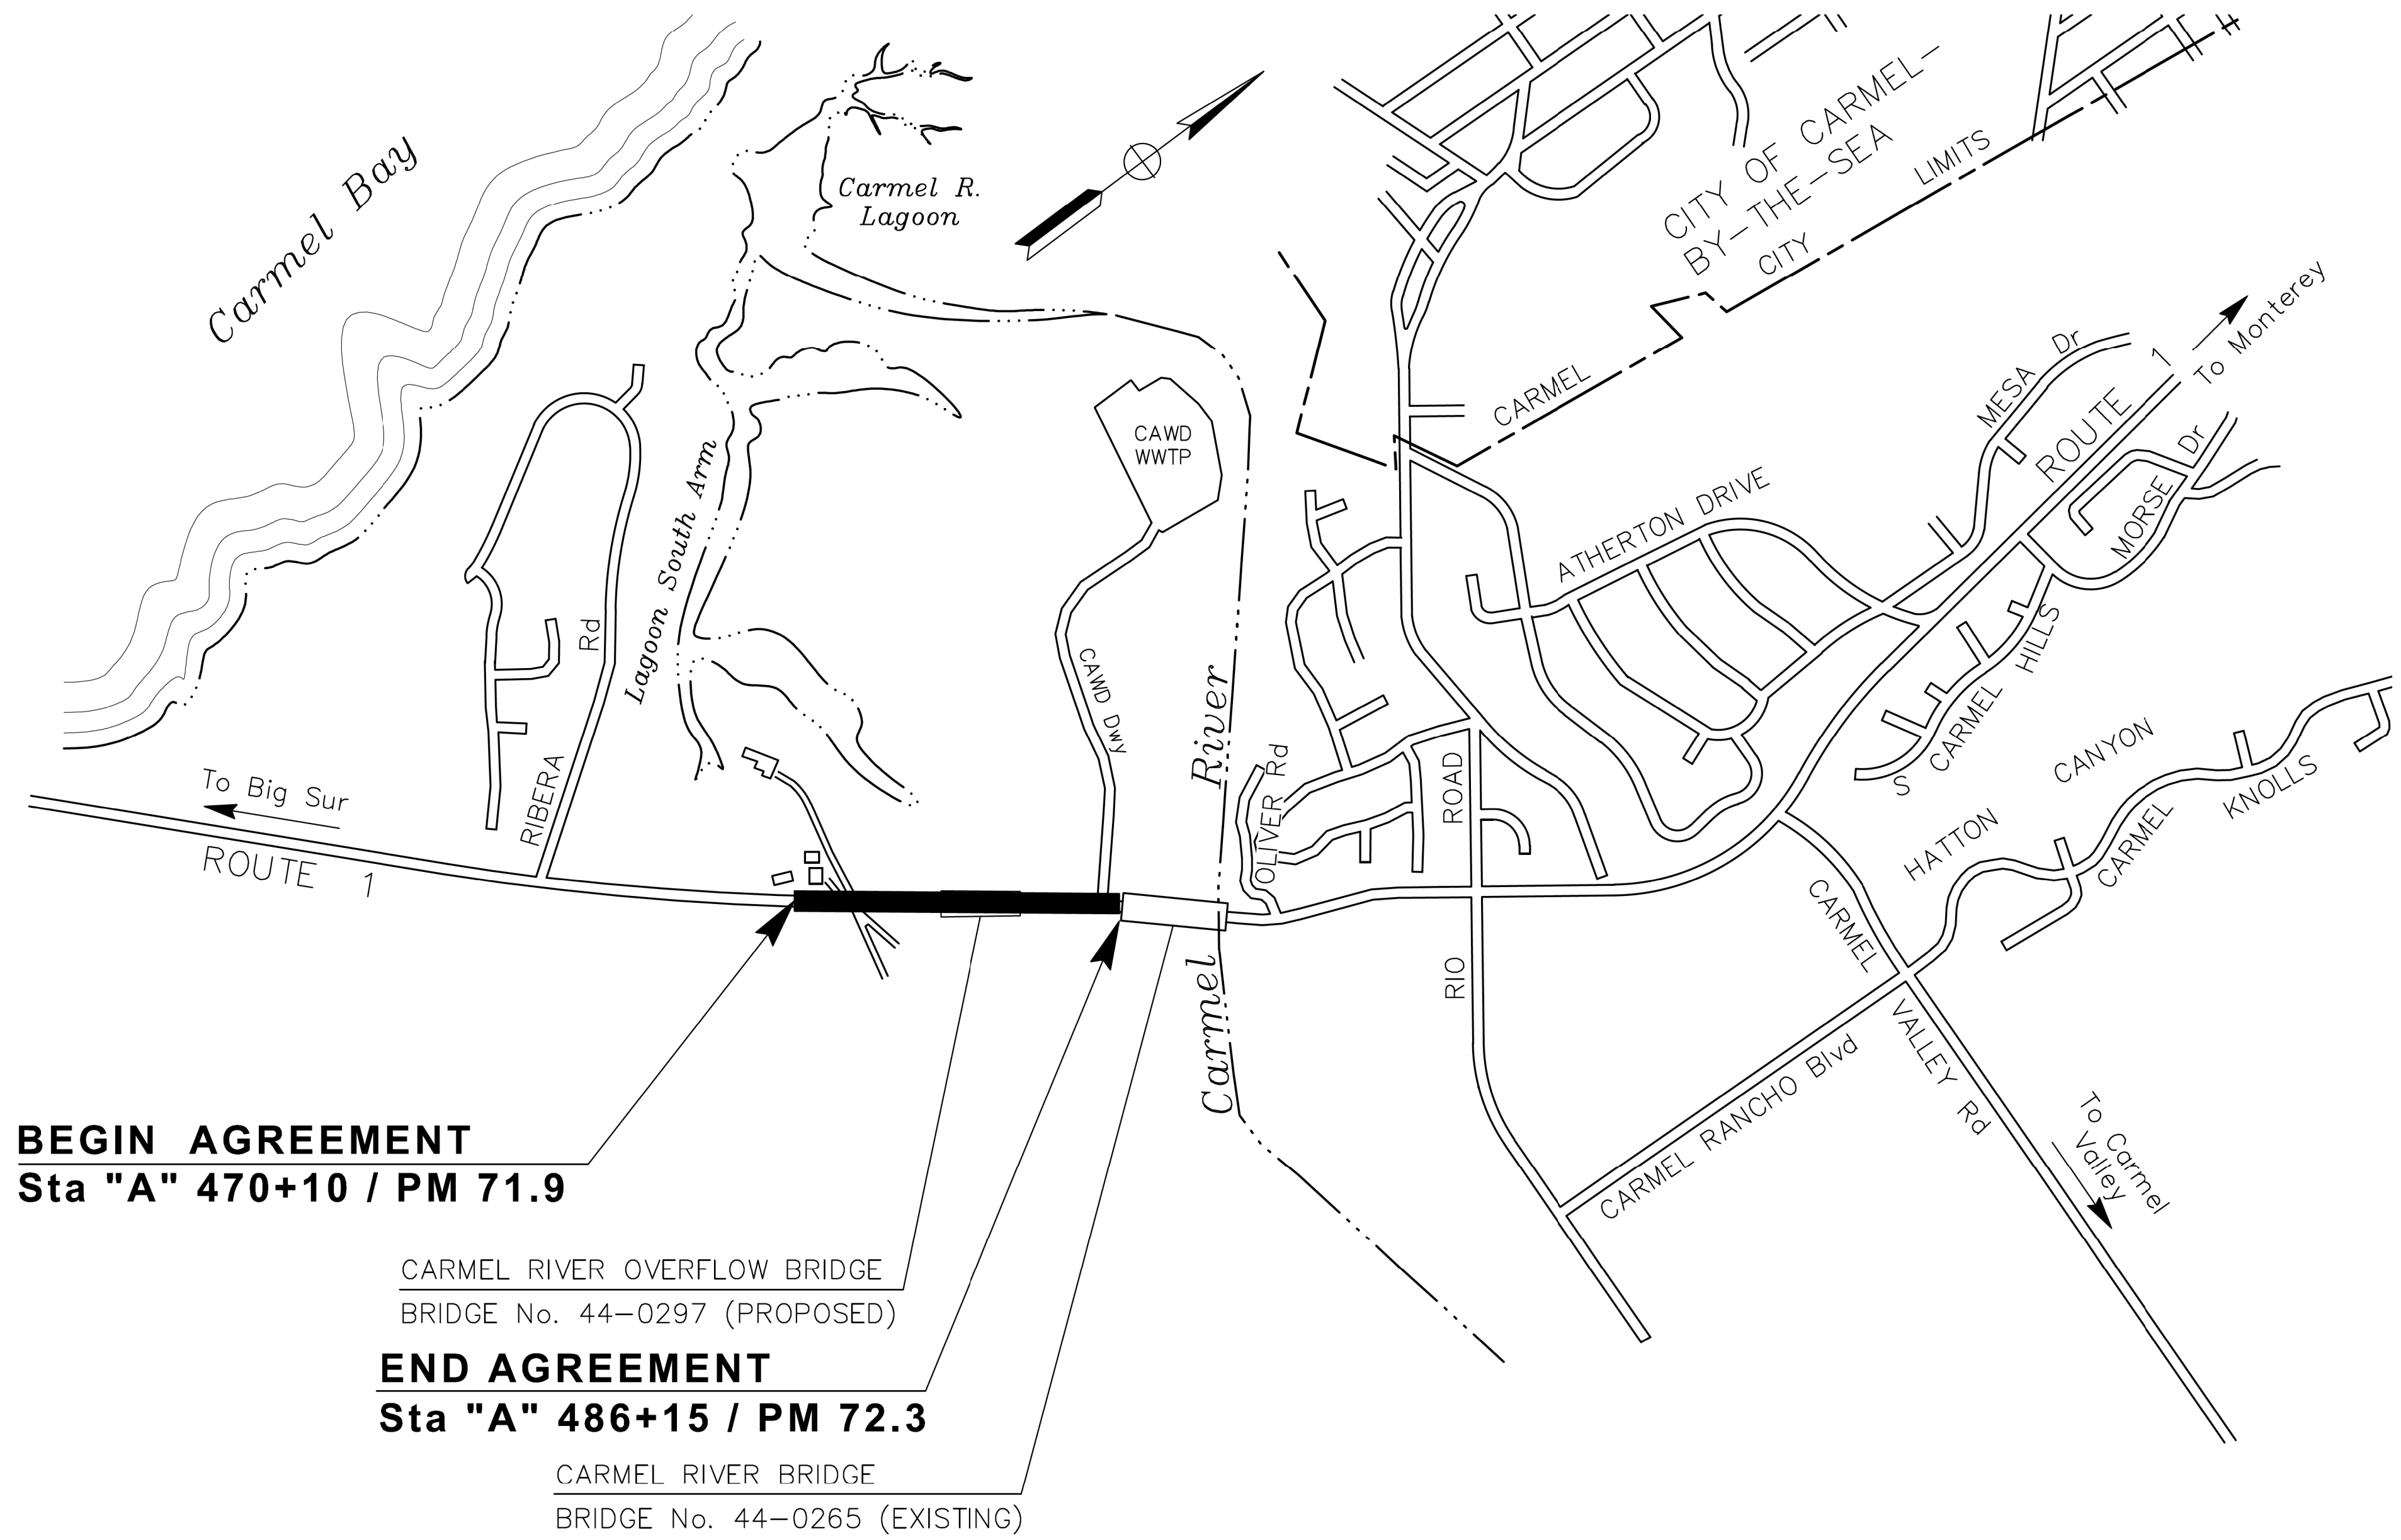 Carmel Bay
Carmel R.
Lagoon
CITY OF CARMEL-
BY-THE-SEA
CARMEL CITY LIMITS
To Monterey
ROUTE 1
MESA Dr
MORSE Dr
CAWD
WWTP
Lagoon South Arm
RIBERA Rd
CAWD Dwy
Carmel River
OLIVER Rd
RIO ROAD
ATHERTON DRIVE
S CARMEL HILLS
HATTON CANYON
CARMEL KNOLLS
CARMEL VALLEY Rd
CARMEL RANCHO Blvd
To Carmel
Valley
To Big Sur
ROUTE 1
BEGIN AGREEMENT
Sta "A" 470+10 / PM 71.9
CARMEL RIVER OVERFLOW BRIDGE
BRIDGE No. 44-0297 (PROPOSED)
END AGREEMENT
Sta "A" 486+15 / PM 72.3
CARMEL RIVER BRIDGE
BRIDGE No. 44-0265 (EXISTING)